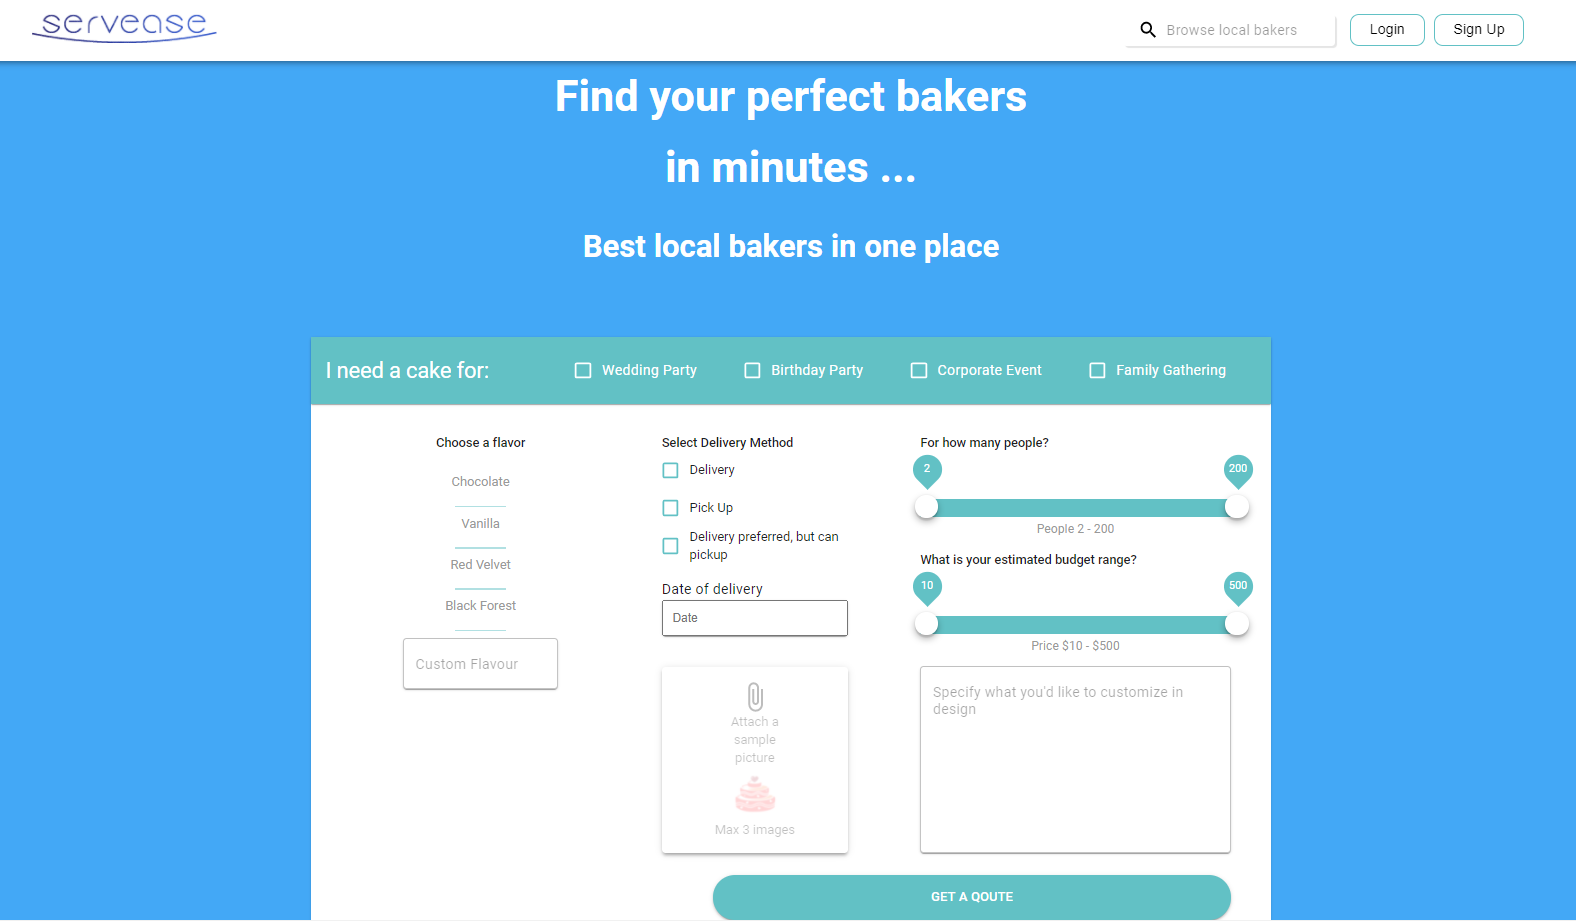 servease
Browse local bakers
Login
Sign Up
Find your perfect bakers
in minutes ...
Best local bakers in one place
I need a cake for:
Wedding Party
Birthday Party
Corporate Event
Family Gathering
Choose a flavor
Chocolate
Vanilla
Red Velvet
Black Forest
Custom Flavour
Select Delivery Method
Delivery
Pick Up
Delivery preferred, but can
pickup
Date of delivery
Date
Attach a
sample
picture
Max 3 images
For how many people?
2
200
People 2 - 200
What is your estimated budget range?
10
500
Price $10 - $500
Specify what you'd like to customize in
design
GET A QOUTE